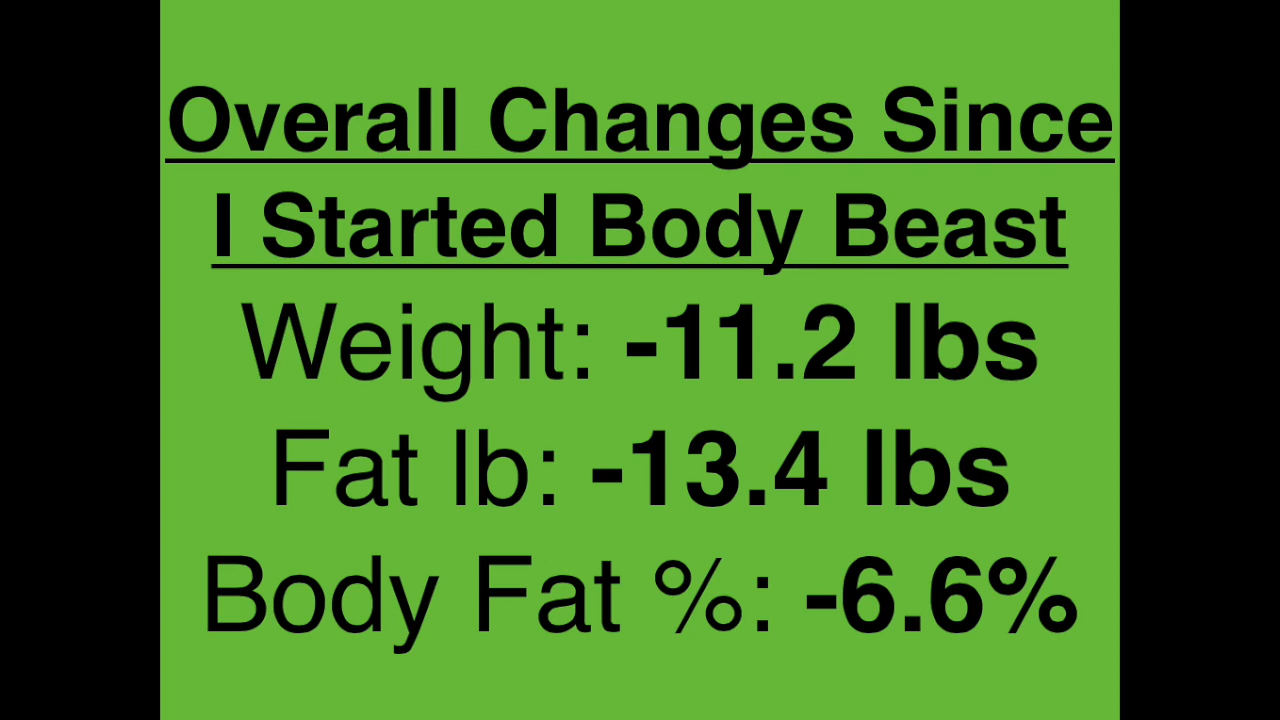 Overall Changes Since
I Started Body Beast
Weight: -11.2 lbs
Fat lb: -13.4 lbs
Body Fat %: -6.6%